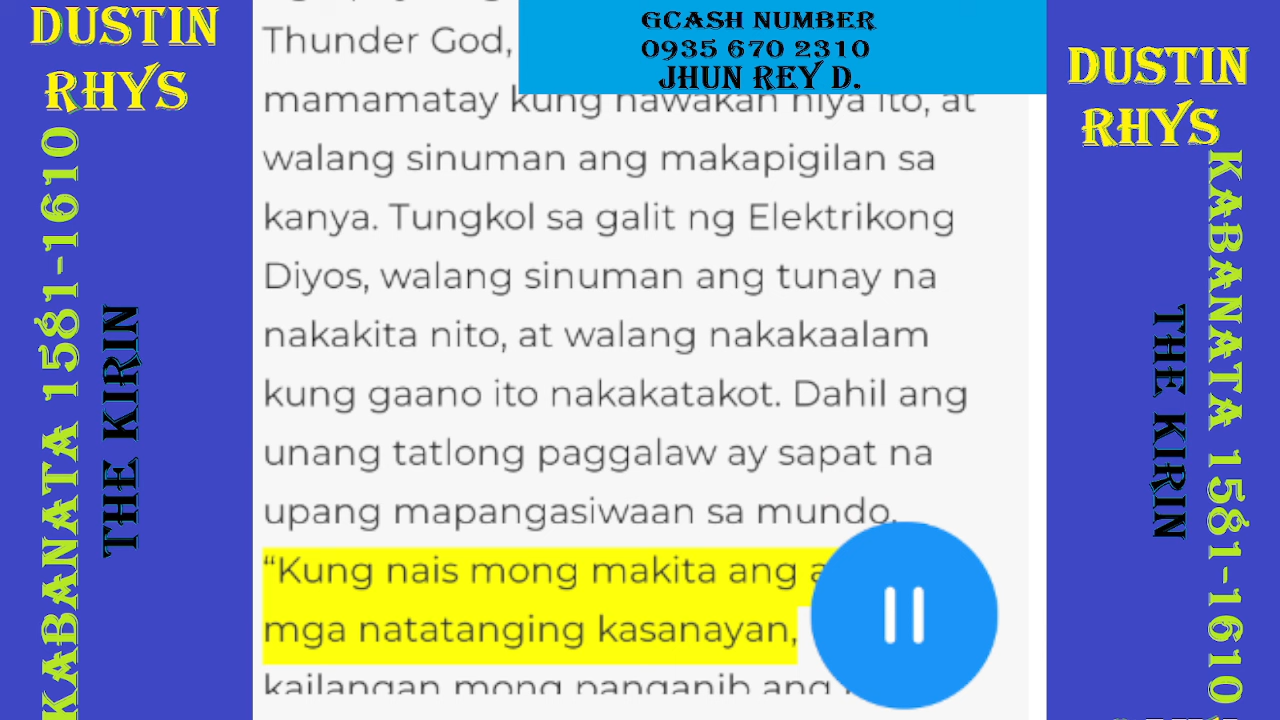 DUSTIN
RHYS
KABANATA 1581-1610
THE KIRIN
GCASH NUMBER
0935 670 2310
JHUN REY D.
Thunder God,
mamamatay kung hawakan niya ito, at
walang sinuman ang makapigilan sa
kanya. Tungkol sa galit ng Elektrikong
Diyos, walang sinuman ang tunay na
nakakita nito, at walang nakakaalam
kung gaano ito nakakatakot. Dahil ang
unang tatlong paggalaw ay sapat na
upang mapangasiwaan sa mundo.
“Kung nais mong makita ang
mga natatanging kasanayan,
kailangan mong panganib ang
DUSTIN
RHYS
KABANATA 1581-1610
THE KIRIN